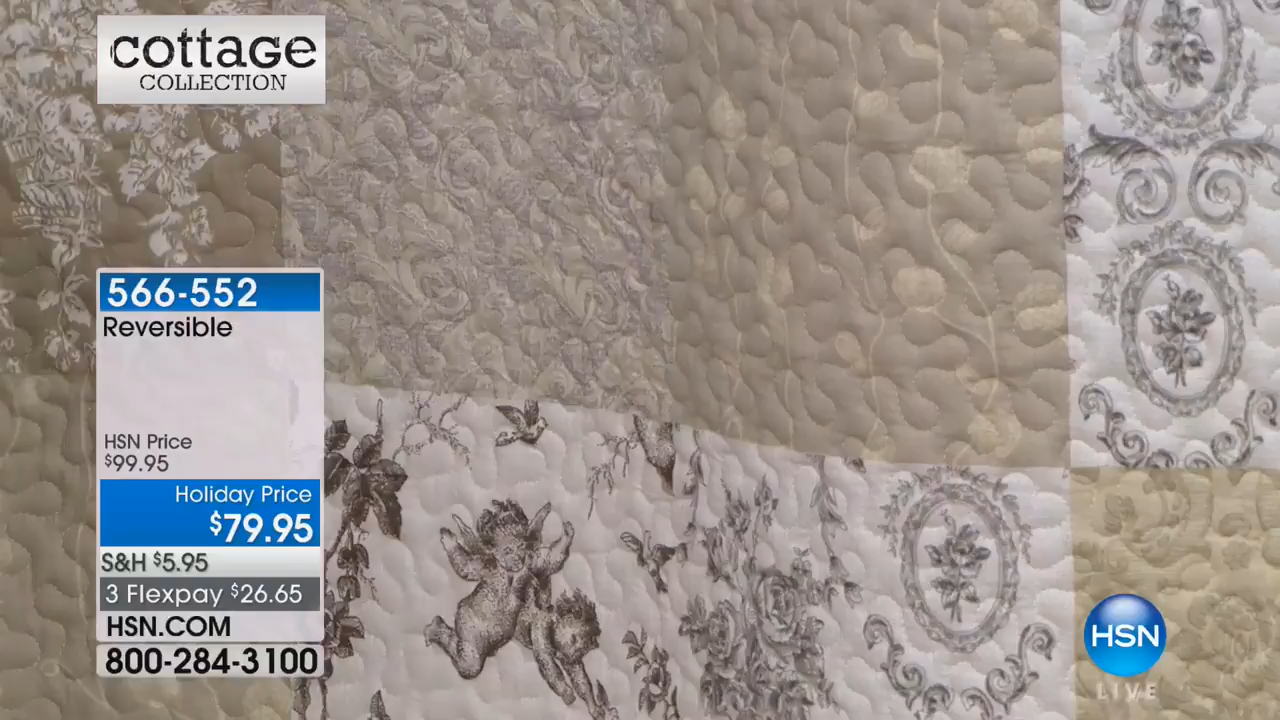 cottage
COLLECTION
566-552
Reversible
HSN Price
$99.95
Holiday Price
$79.95
S&H $5.95
3 Flexpay $26.65
HSN.COM
800-284-3100
HSN
LIVE